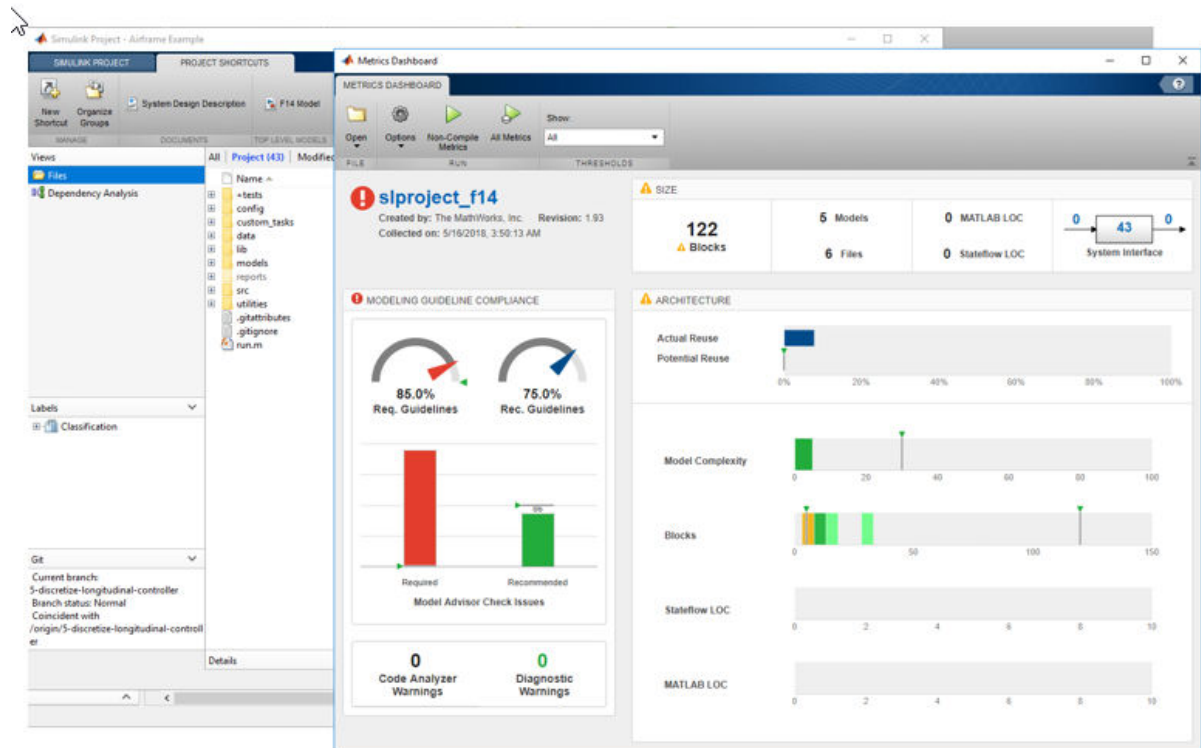 Simulink Project - Airframe Example
SIMULINK PROJECT
PROJECT SHORTCUTS
New Shortcut
Organize Groups
System Design Description
F14 Model
MANAGE
DOCUMENTS
TOP LEVEL MODELS
Views
Files
Dependency Analysis
All | Project (43) | Modified
Name
+tests
config
custom_tasks
data
lib
models
reports
src
utilities
.gitattributes
.gitignore
run.m
Labels
Classification
Git
Current branch:
5-discretize-longitudinal-controller
Branch status: Normal
Coincident with
/origin/5-discretize-longitudinal-controll
er
Details
Metrics Dashboard
METRICS DASHBOARD
?
Open
Options
Non-Compile Metrics
All Metrics
Show:
All
FILE
RUN
THRESHOLDS
slproject_f14
Created by: The MathWorks, Inc. Revision: 1.93
Collected on: 5/16/2018, 3:50:13 AM
SIZE
122
Blocks
5 Models
6 Files
0 MATLAB LOC
0 Stateflow LOC
0 43 0
System Interface
MODELING GUIDELINE COMPLIANCE
85.0%
Req. Guidelines
75.0%
Rec. Guidelines
Required
Recommended
Model Advisor Check Issues
0
Code Analyzer
Warnings
0
Diagnostic
Warnings
ARCHITECTURE
Actual Reuse
Potential Reuse
0% 20% 40% 60% 80% 100%
Model Complexity
0 20 40 60 80 100
Blocks
0 50 100 150
Stateflow LOC
0 2 4 6 8 10
MATLAB LOC
0 2 4 6 8 10